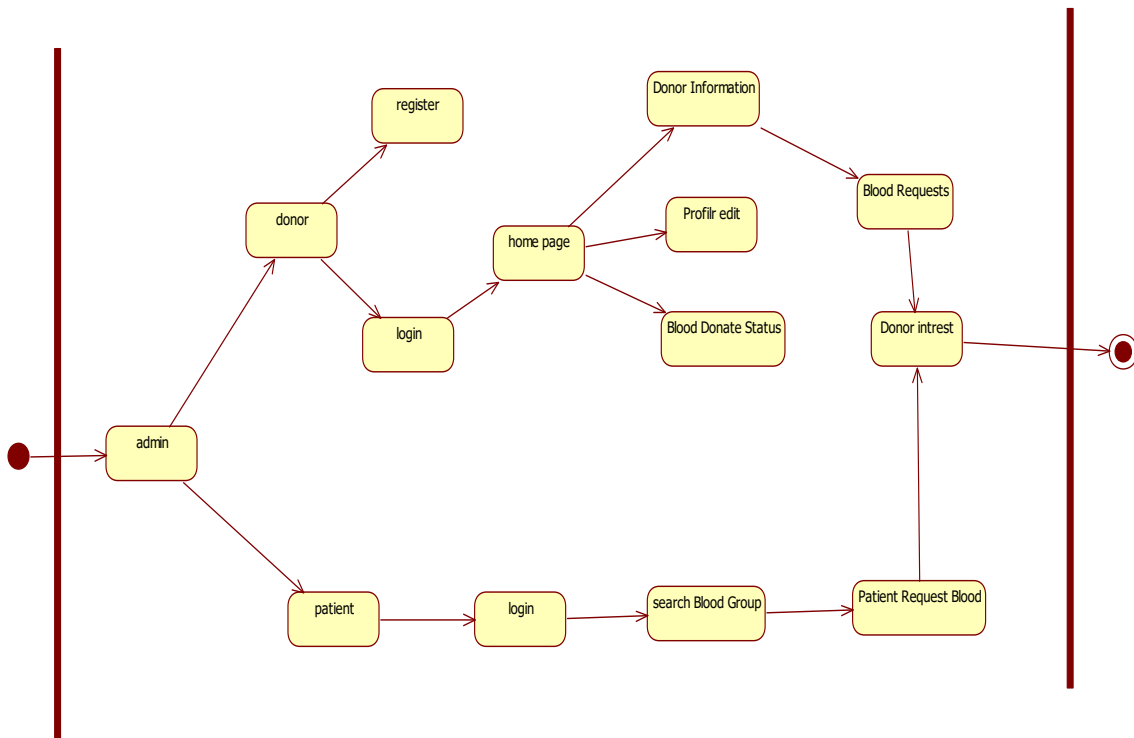 Donor Information
register
Blood Requests
Profilr edit
donor
home page
login
Blood Donate Status
Donor intrest
admin
patient
login
search Blood Group
Patient Request Blood